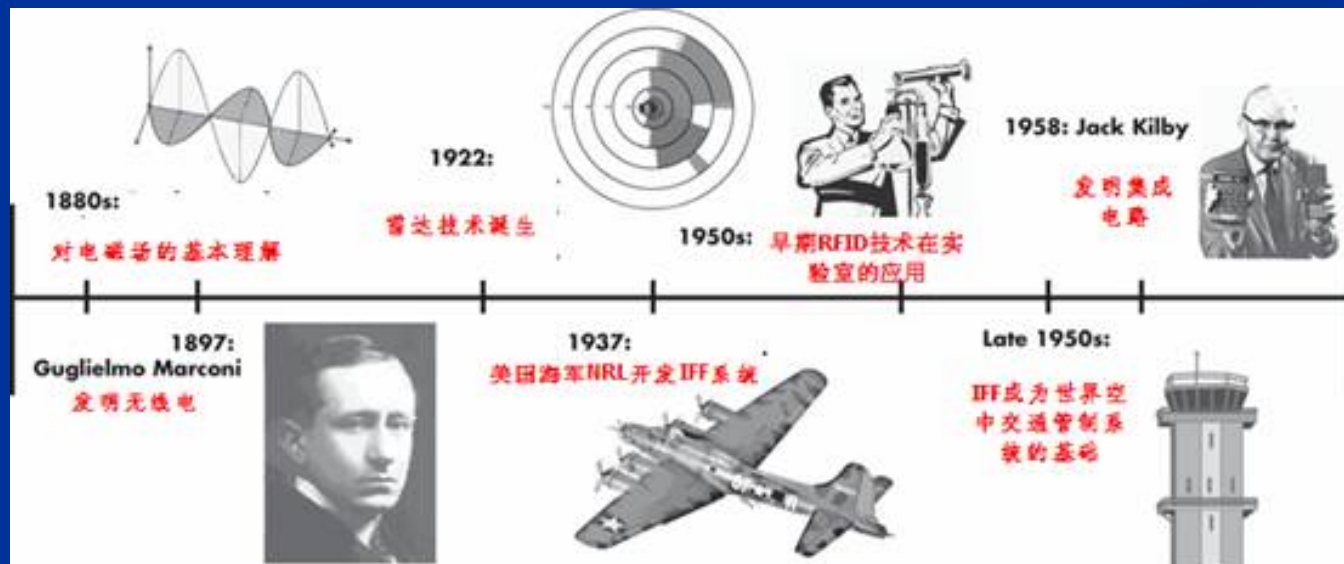 1880s:
对电磁场的基本理解
1922:
雷达技术诞生
1950s:
早期RFID技术在实
验室的应用
1958: Jack Kilby
发明集成
电路
1897:
Guglielmo Marconi
发明无线电
1937:
美国海军NRL开发IFF系统
Late 1950s:
IFF成为世界空
中交通管制系
统的基础